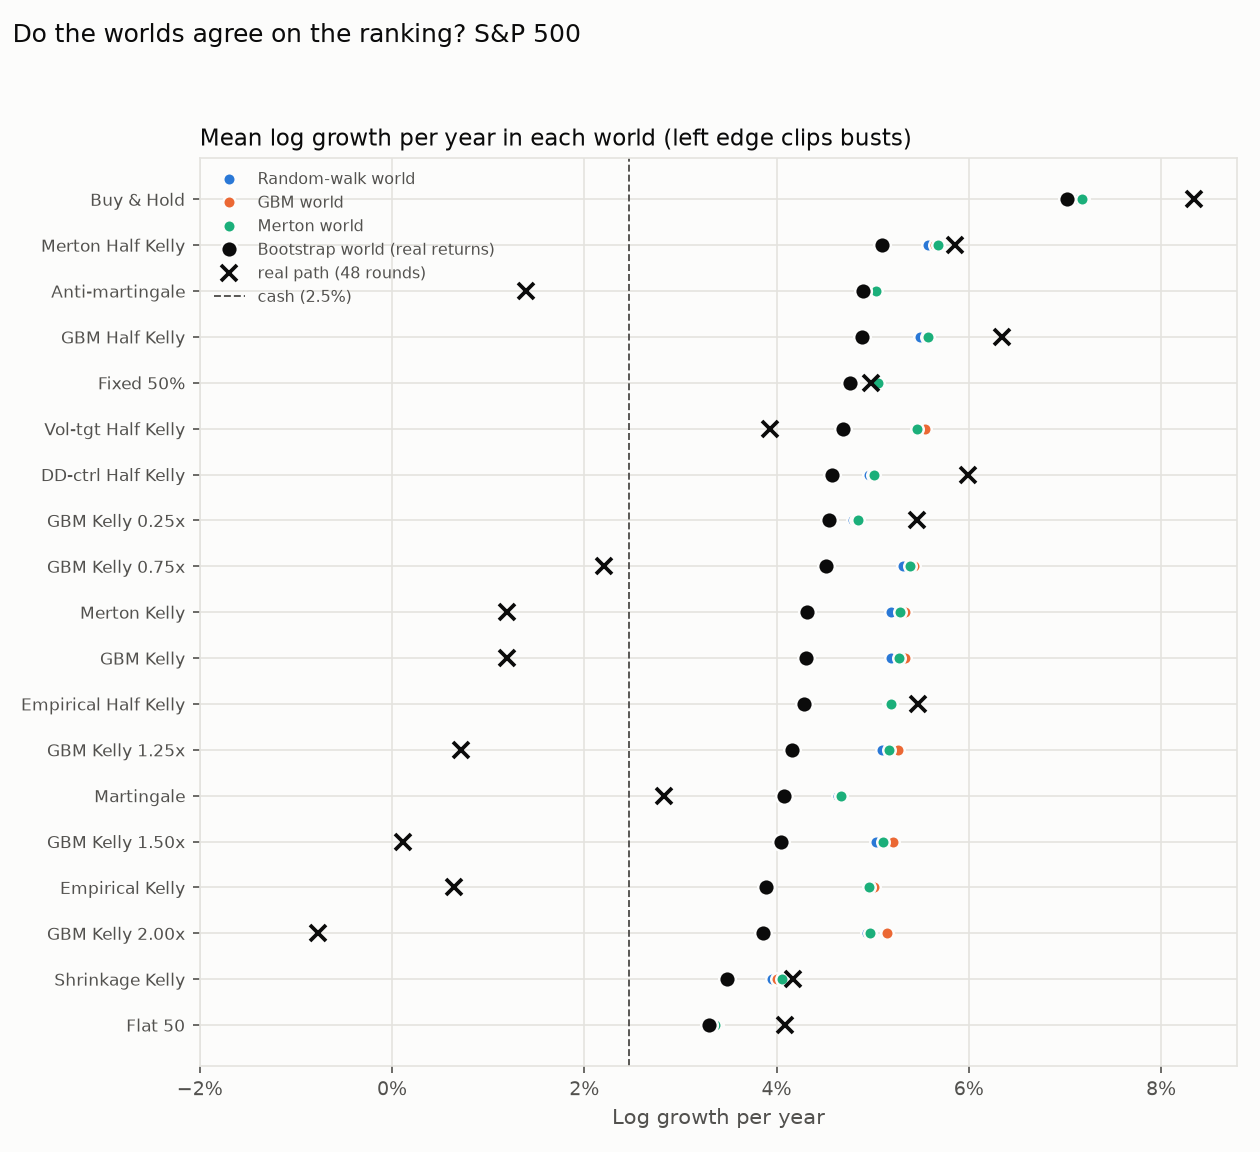 Do the worlds agree on the ranking? S&P 500
Mean log growth per year in each world (left edge clips busts)
Random-walk world
GBM world
Merton world
Bootstrap world (real returns)
real path (48 rounds)
cash (2.5%)
Buy & Hold
Merton Half Kelly
Anti-martingale
GBM Half Kelly
Fixed 50%
Vol-tgt Half Kelly
DD-ctrl Half Kelly
GBM Kelly 0.25x
GBM Kelly 0.75x
Merton Kelly
GBM Kelly
Empirical Half Kelly
GBM Kelly 1.25x
Martingale
GBM Kelly 1.50x
Empirical Kelly
GBM Kelly 2.00x
Shrinkage Kelly
Flat 50
−2% 0% 2% 4% 6% 8%
Log growth per year